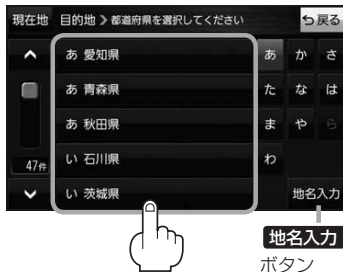 現在地 目的地 > 都道府県を選択してください 戻る
あ 愛知県 あ か さ
あ 青森県 た な は
あ 秋田県 ま や ら
い 石川県 わ
47件
い 茨城県 地名入力
地名入力
ボタン